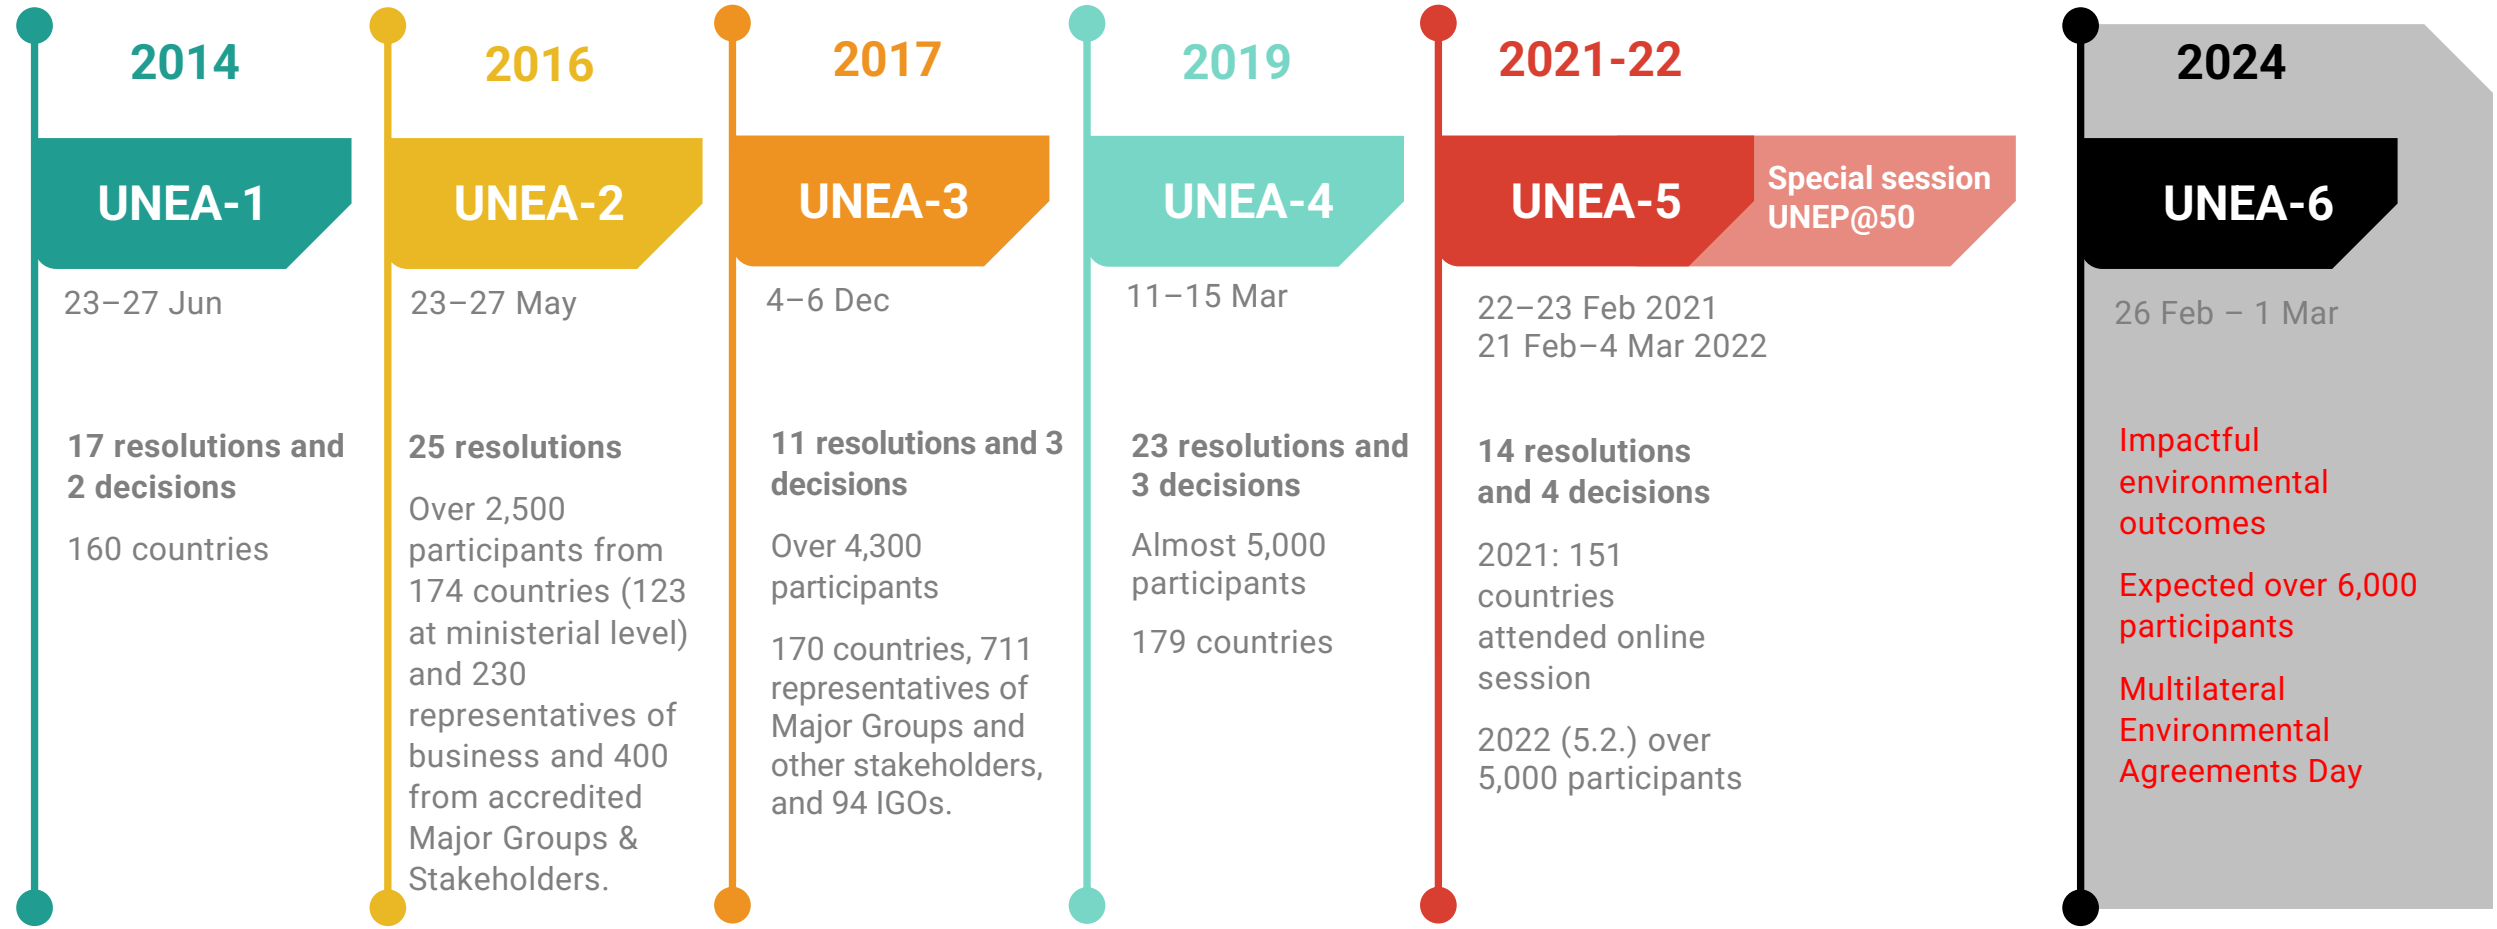 2014
UNEA-1
23–27 Jun
17 resolutions and
2 decisions
160 countries
2016
UNEA-2
23–27 May
25 resolutions
Over 2,500
participants from
174 countries (123
at ministerial level)
and 230
representatives of
business and 400
from accredited
Major Groups &
Stakeholders.
2017
UNEA-3
4–6 Dec
11 resolutions and 3
decisions
Over 4,300
participants
170 countries, 711
representatives of
Major Groups and
other stakeholders,
and 94 IGOs.
2019
UNEA-4
11–15 Mar
23 resolutions and
3 decisions
Almost 5,000
participants
179 countries
2021-22
UNEA-5
Special session
UNEP@50
22–23 Feb 2021
21 Feb–4 Mar 2022
14 resolutions
and 4 decisions
2021: 151
countries
attended online
session
2022 (5.2.) over
5,000 participants
2024
UNEA-6
26 Feb – 1 Mar
Impactful
environmental
outcomes
Expected over 6,000
participants
Multilateral
Environmental
Agreements Day